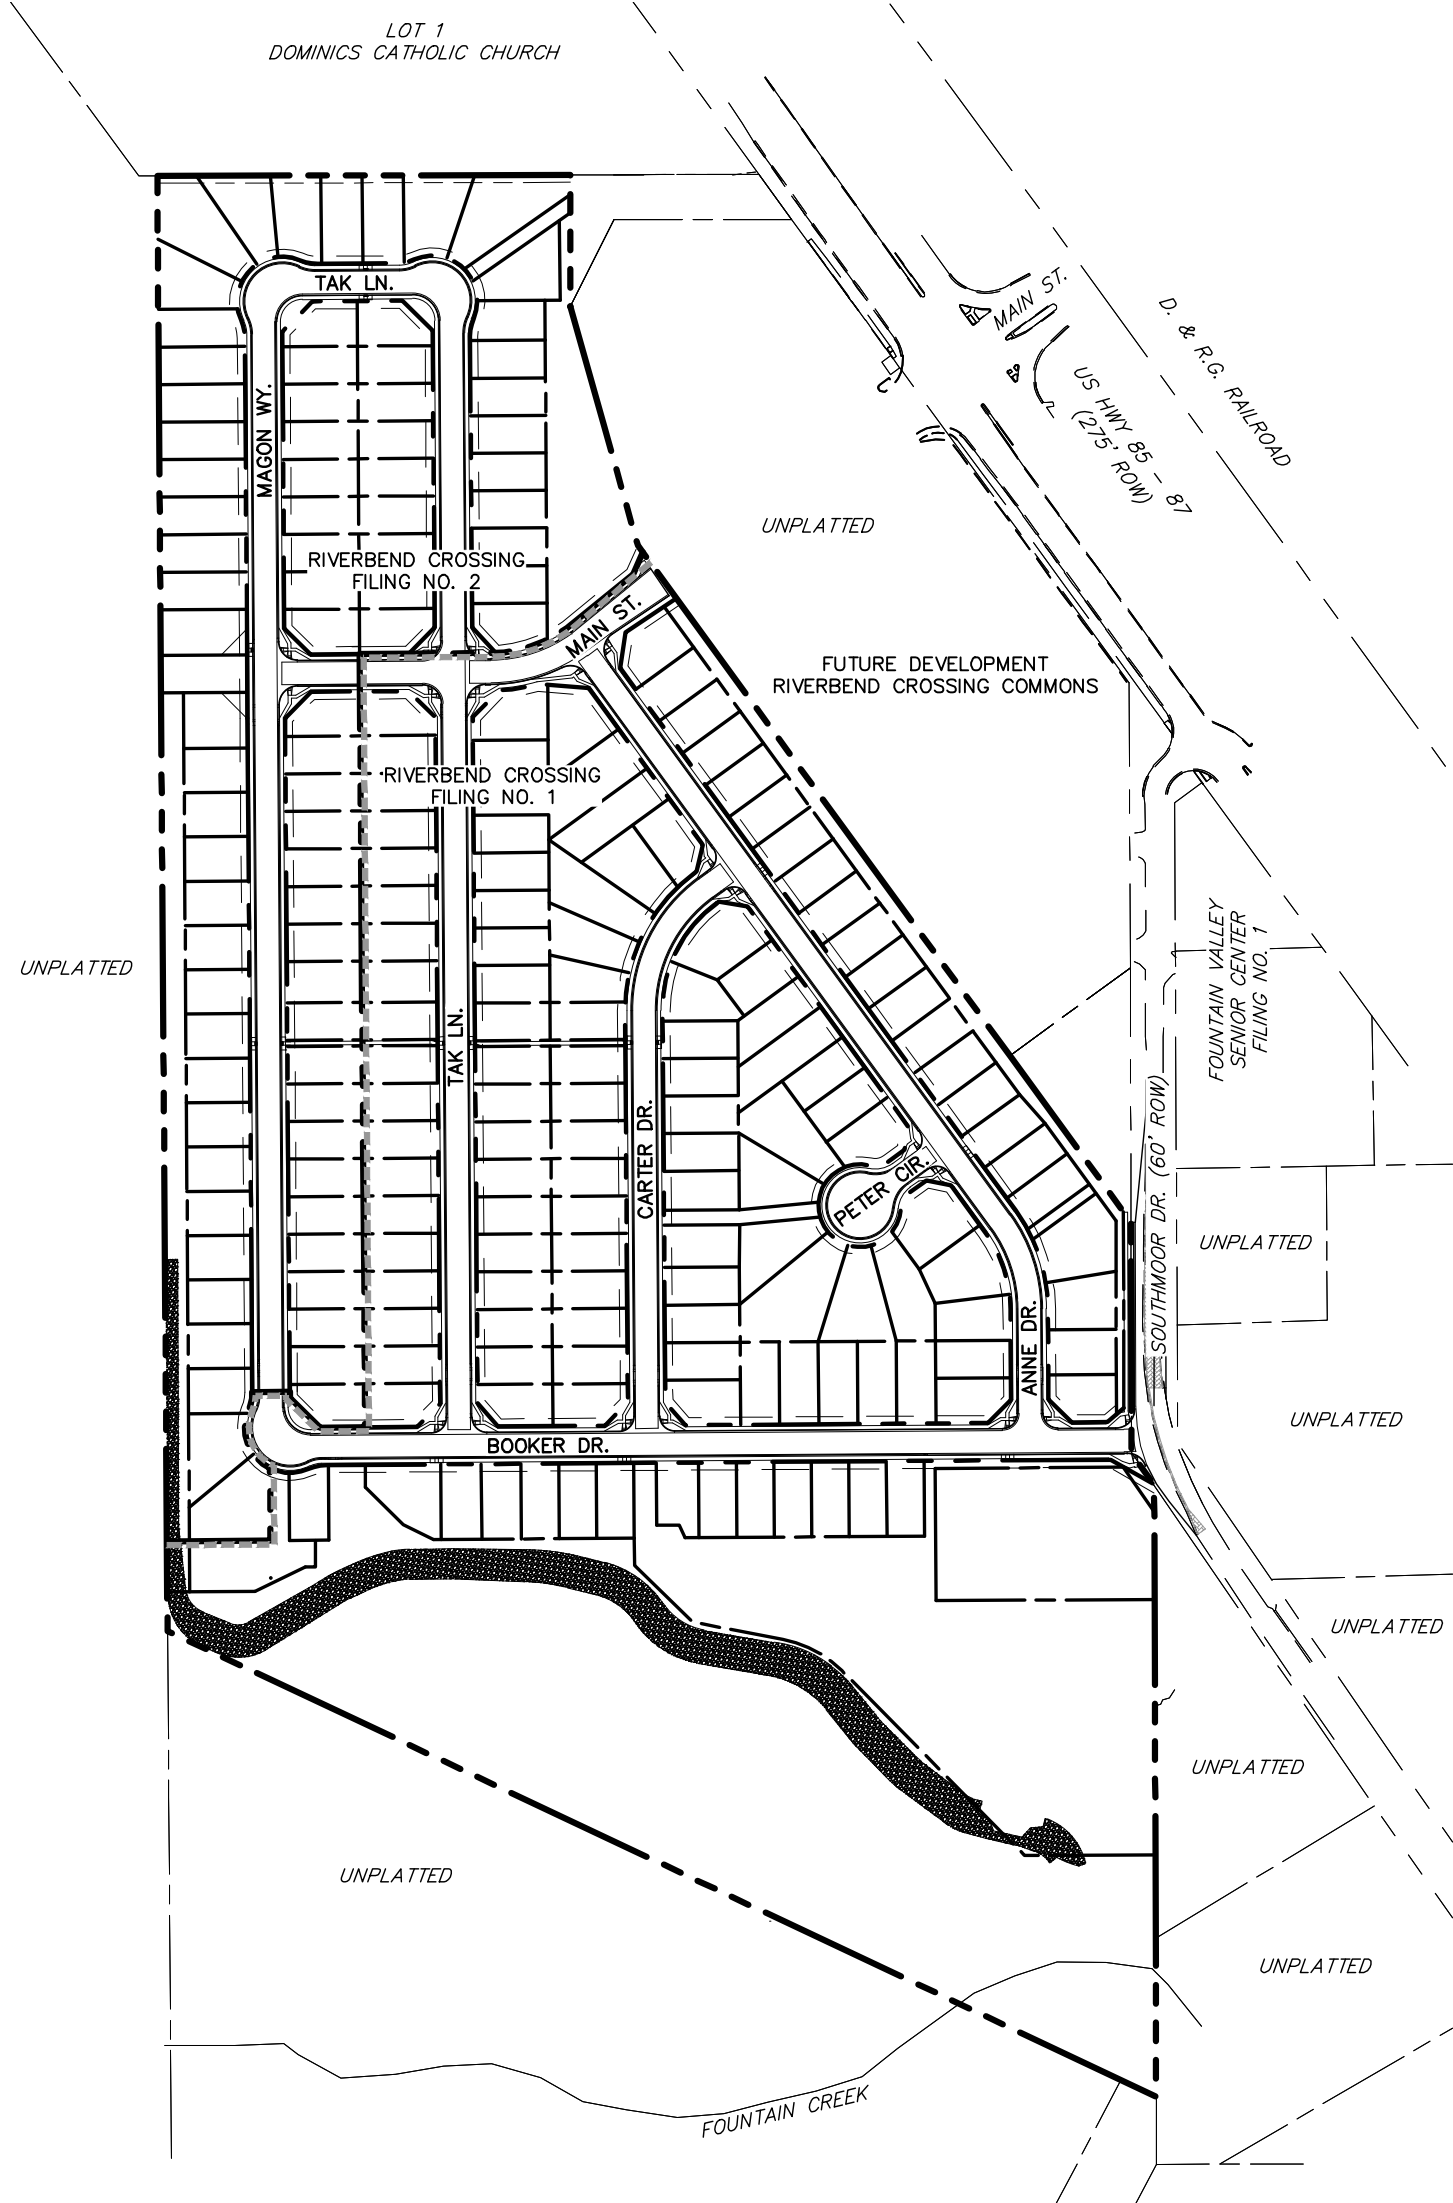 LOT 1
DOMINICS CATHOLIC CHURCH
TAK LN.
MAIN ST.
D. & R.G. RAILROAD
US HWY 85 - 87
(275' ROW)
MAGON WY.
UNPLATTED
RIVERBEND CROSSING
FILING NO. 2
MAIN ST.
FUTURE DEVELOPMENT
RIVERBEND CROSSING COMMONS
RIVERBEND CROSSING
FILING NO. 1
UNPLATTED
FOUNTAIN VALLEY
SENIOR CENTER
FILING NO. 1
TAK LN.
CARTER DR.
PETER CIR.
SOUTHMOOR DR. (60' ROW)
UNPLATTED
ANNE DR.
UNPLATTED
BOOKER DR.
UNPLATTED
UNPLATTED
UNPLATTED
UNPLATTED
FOUNTAIN CREEK